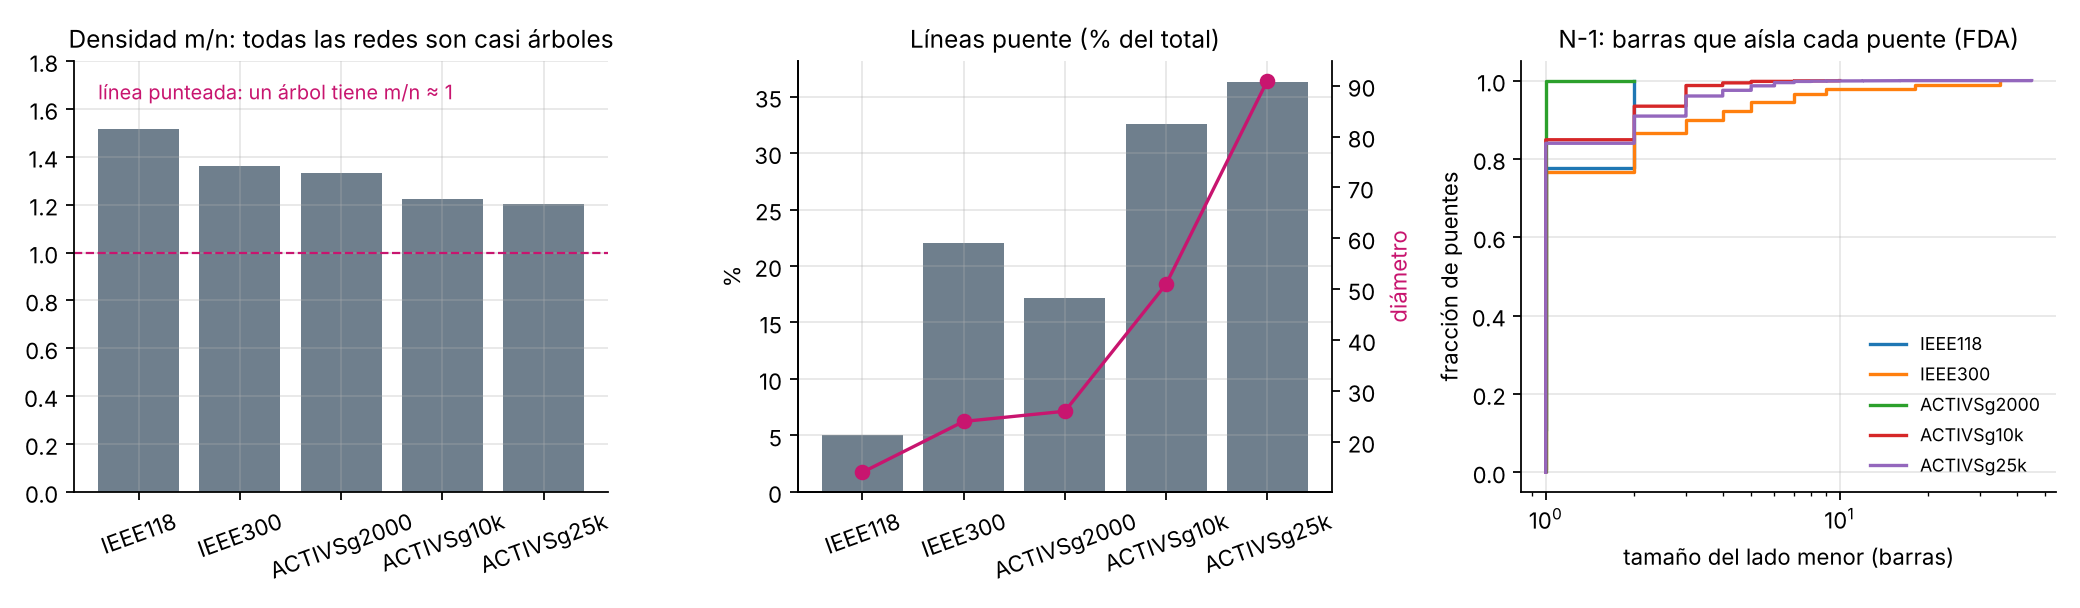 Densidad m/n: todas las redes son casi árboles
línea punteada: un árbol tiene m/n ≈ 1
1.8
1.6
1.4
1.2
1.0
0.8
0.6
0.4
0.2
0.0
IEEE118
IEEE300
ACTIVSg2000
ACTIVSg10k
ACTIVSg25k
Líneas puente (% del total)
%
35
30
25
20
15
10
5
0
90
80
70
60
50
40
30
20
diámetro
IEEE118
IEEE300
ACTIVSg2000
ACTIVSg10k
ACTIVSg25k
N-1: barras que aísla cada puente (FDA)
fracción de puentes
1.0
0.8
0.6
0.4
0.2
0.0
IEEE118
IEEE300
ACTIVSg2000
ACTIVSg10k
ACTIVSg25k
10⁰
10¹
tamaño del lado menor (barras)